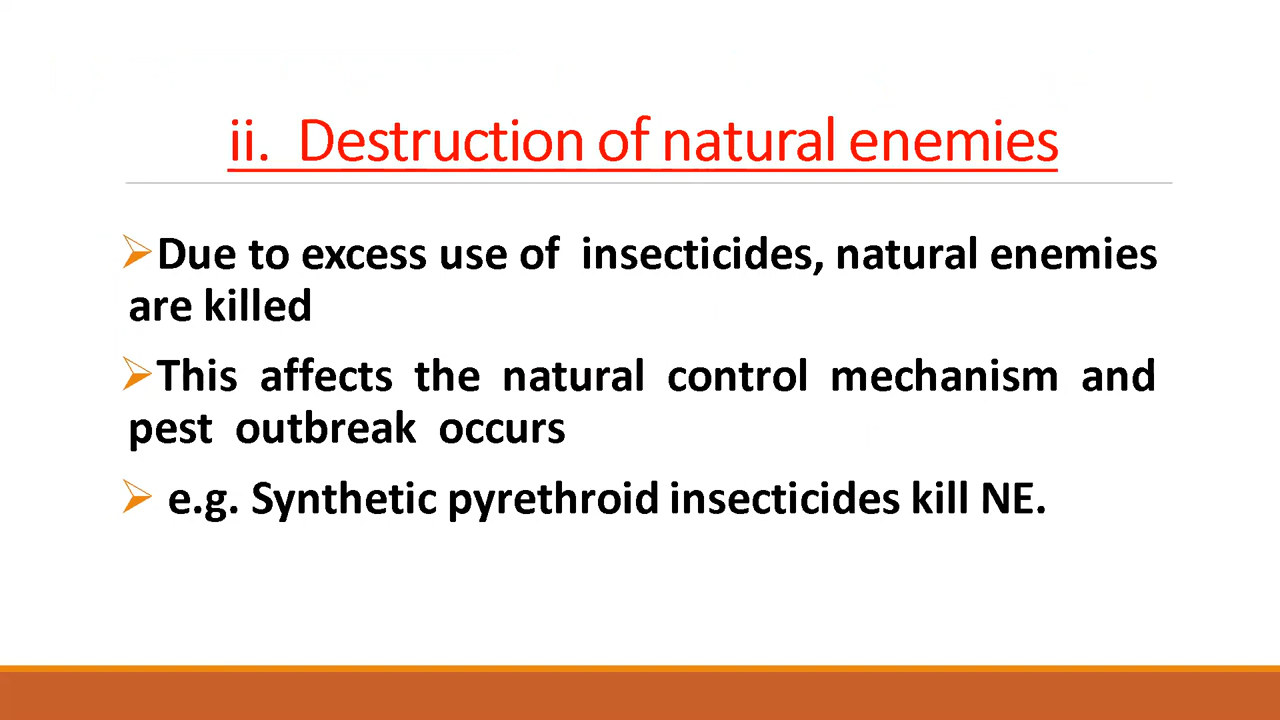 ii. Destruction of natural enemies
➢Due to excess use of insecticides, natural enemies
are killed
➢This affects the natural control mechanism and
pest outbreak occurs
➢ e.g. Synthetic pyrethroid insecticides kill NE.